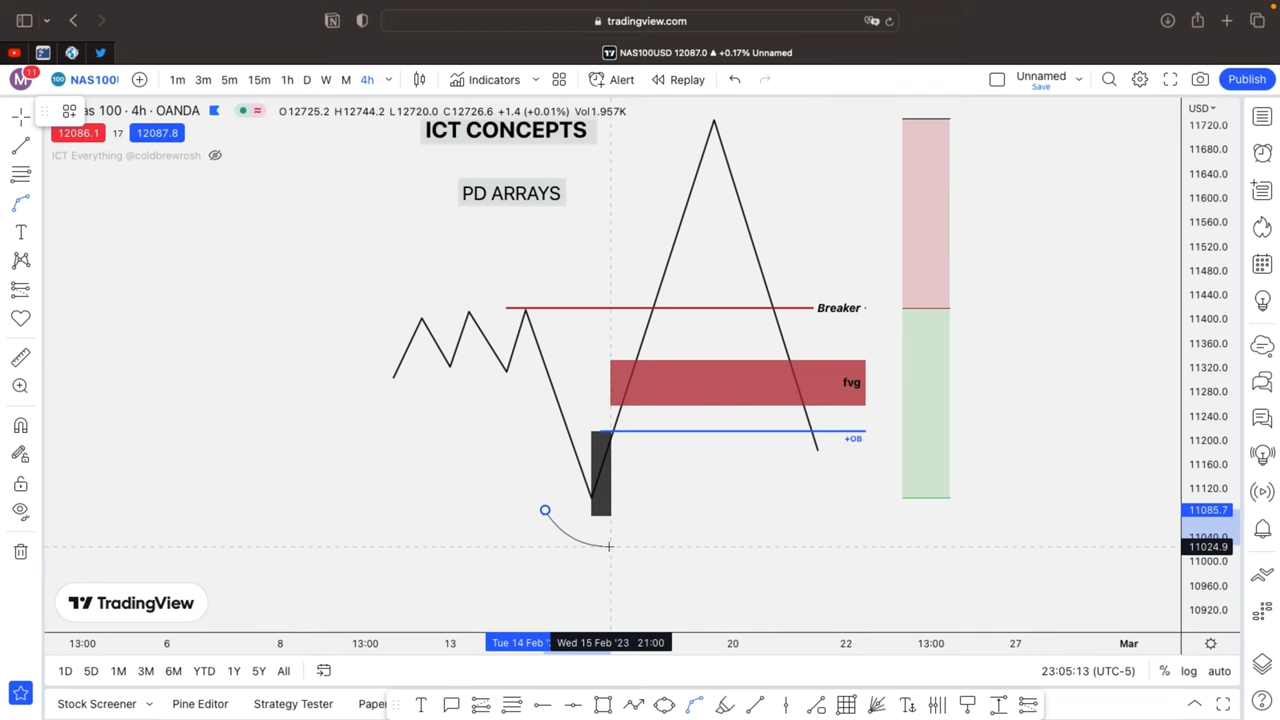 tradingview.com
NAS100USD 12087.0 ▲ +0.17% Unnamed
M 11 100 NAS100 1m 3m 5m 15m 1h D W M 4h Indicators Alert Replay Unnamed Save Publish
as 100 · 4h · OANDA O12725.2 H12744.2 L12720.0 C12726.6 +1.4 (+0.01%) Vol1.957K
12086.1 17 12087.8
ICT Everything @coldbrewrosh
ICT CONCEPTS
PD ARRAYS
Breaker
fvg
+OB
USD
11720.0
11680.0
11640.0
11600.0
11560.0
11520.0
11480.0
11440.0
11400.0
11360.0
11320.0
11280.0
11240.0
11200.0
11160.0
11120.0
11085.7
11040.0
11024.9
11000.0
10960.0
10920.0
TradingView
13:00 6 8 13:00 13 Tue 14 Feb ' Wed 15 Feb '23 21:00 20 22 13:00 27 Mar
1D 5D 1M 3M 6M YTD 1Y 5Y All 23:05:13 (UTC-5) % log auto
Stock Screener Pine Editor Strategy Tester Pape